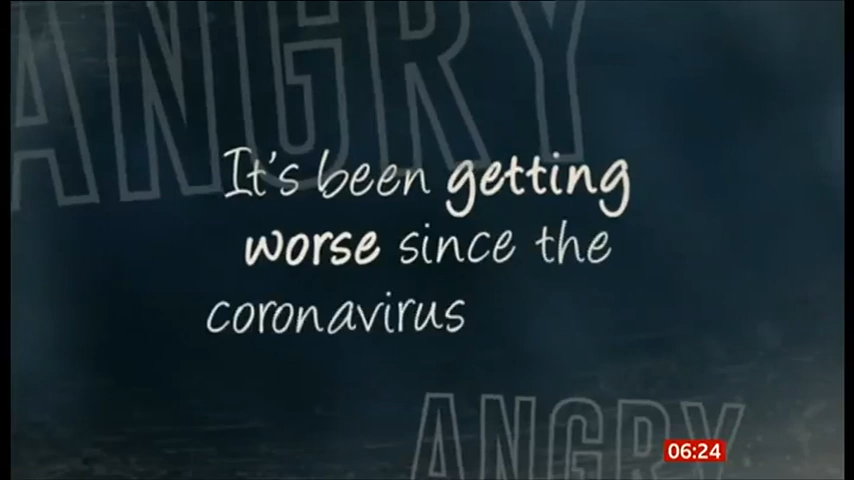 ANGRY
It's been getting
worse since the
coronavirus
ANGRY
06:24